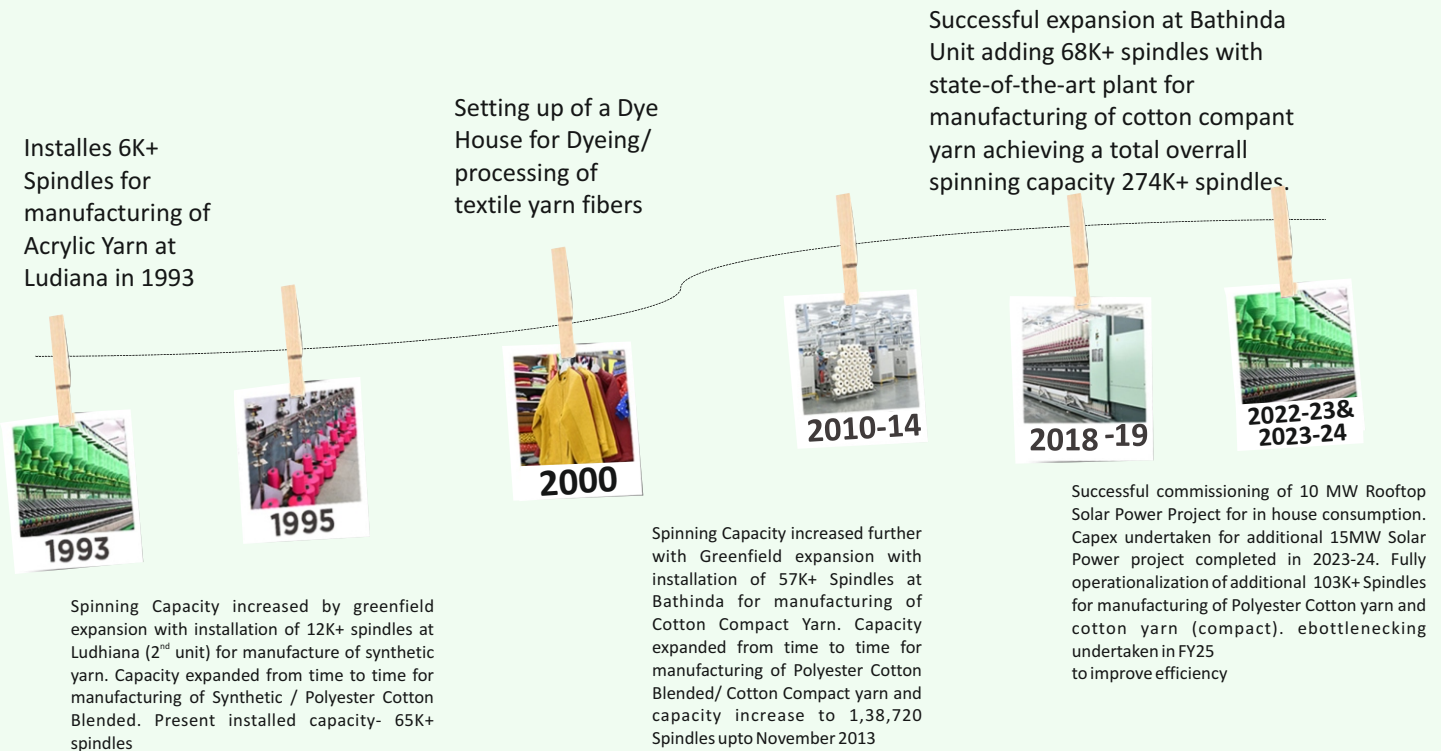 Installes 6K+
Spindles for
manufacturing of
Acrylic Yarn at
Ludiana in 1993
1993
1995
Spinning Capacity increased by greenfield
expansion with installation of 12K+ spindles at
Ludhiana (2nd unit) for manufacture of synthetic
yarn. Capacity expanded from time to time for
manufacturing of Synthetic / Polyester Cotton
Blended. Present installed capacity- 65K+
spindles
Setting up of a Dye
House for Dyeing/
processing of
textile yarn fibers
2000
2010-14
Spinning Capacity increased further
with Greenfield expansion with
installation of 57K+ Spindles at
Bathinda for manufacturing of
Cotton Compact Yarn. Capacity
expanded from time to time for
manufacturing of Polyester Cotton
Blended/ Cotton Compact yarn and
capacity increase to 1,38,720
Spindles upto November 2013
Successful expansion at Bathinda
Unit adding 68K+ spindles with
state-of-the-art plant for
manufacturing of cotton compant
yarn achieving a total overrall
spinning capacity 274K+ spindles.
2018 -19
2022-23&
2023-24
Successful commissioning of 10 MW Rooftop
Solar Power Project for in house consumption.
Capex undertaken for additional 15MW Solar
Power project completed in 2023-24. Fully
operationalization of additional 103K+ Spindles
for manufacturing of Polyester Cotton yarn and
cotton yarn (compact). ebottlenecking
undertaken in FY25
to improve efficiency